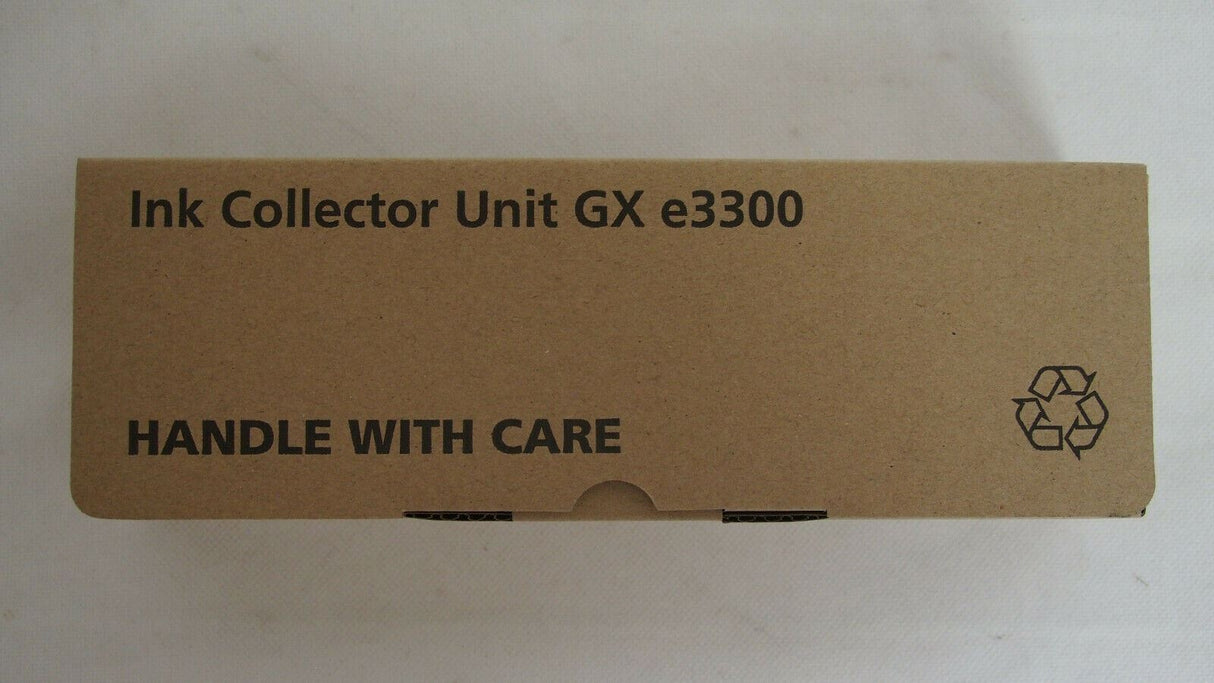 Ink Collector Unit GX e3300
HANDLE WITH CARE